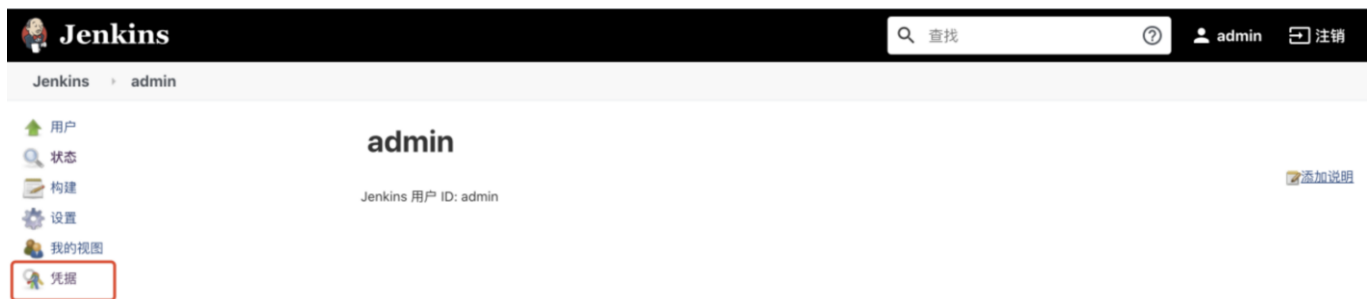 Jenkins 查找 admin 注销
Jenkins admin
用户
状态
构建
设置
我的视图
凭据
admin
添加说明
Jenkins 用户 ID: admin